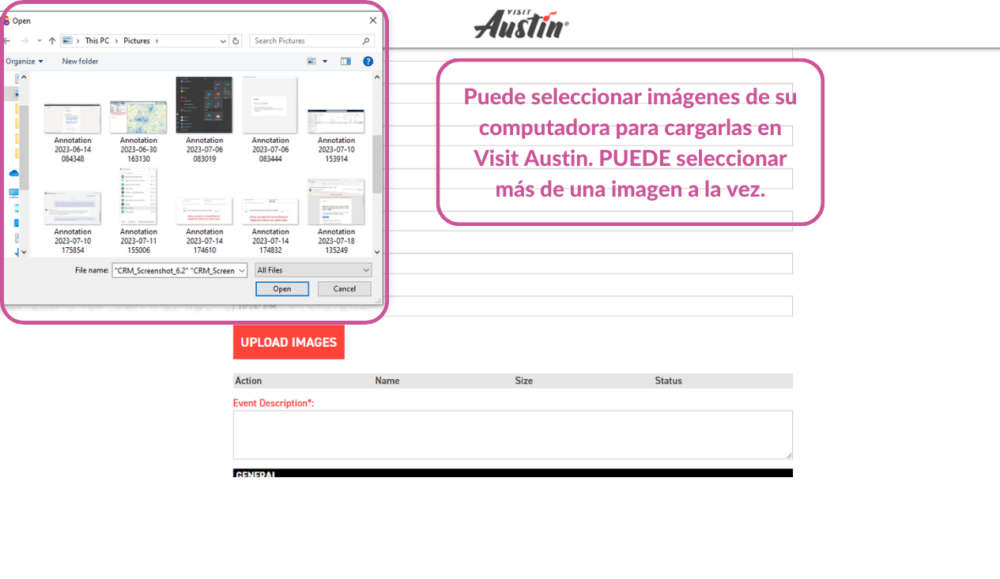 Open
VISIT
Austin®
This PC > Pictures >
Search Pictures
Organize
New folder
?
Puede seleccionar imágenes de su
computadora para cargarlas en
Visit Austin. PUEDE seleccionar
más de una imagen a la vez.
Annotation
2023-06-14
084348
Annotation
2023-06-30
163130
Annotation
2023-07-06
083019
Annotation
2023-07-06
083444
Annotation
2023-07-10
153914
Annotation
2023-07-10
175854
Annotation
2023-07-11
155006
Annotation
2023-07-14
174610
Annotation
2023-07-14
174832
Annotation
2023-07-18
135249
File name:
"CRM_Screenshot_6.2" "CRM_Screen
All Files
Open
Cancel
UPLOAD IMAGES
Action Name Size Status
Event Description*:
GENERAL